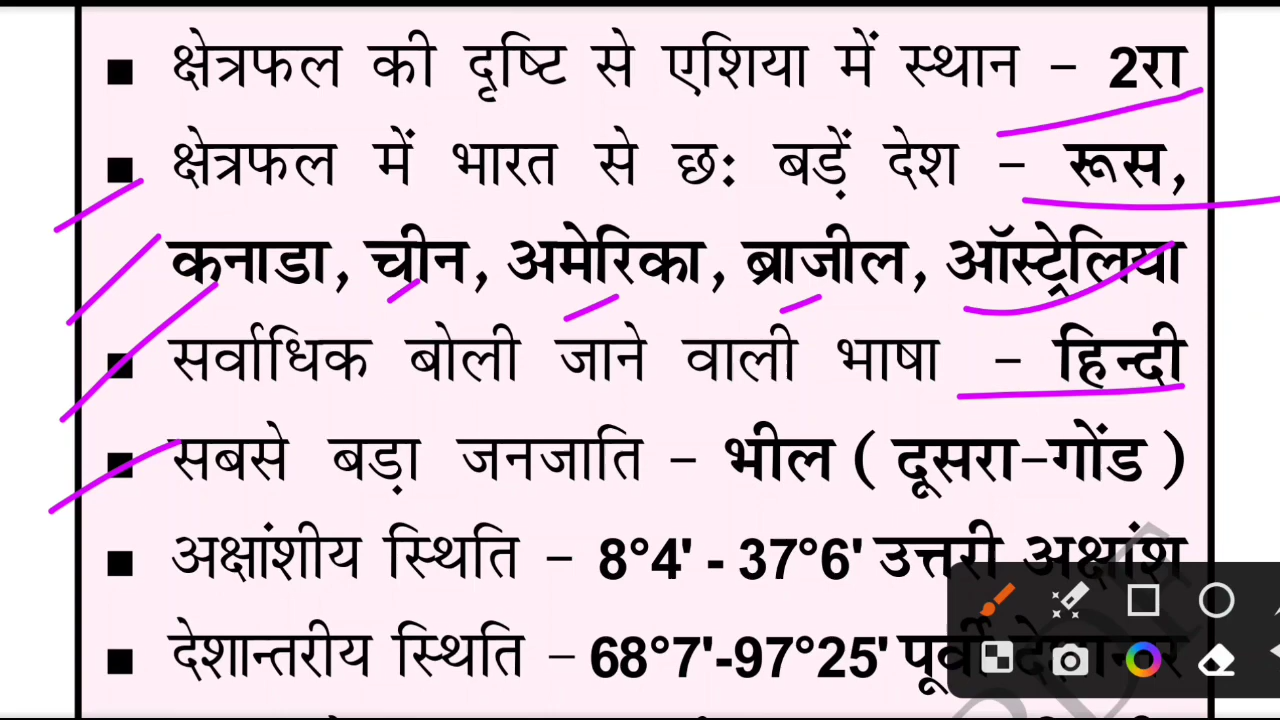 ■ क्षेत्रफल की दृष्टि से एशिया में स्थान - 2रा
■ क्षेत्रफल में भारत से छ: बड़ें देश - रूस,
कनाडा, चीन, अमेरिका, ब्राजील, ऑस्ट्रेलिया
■ सर्वाधिक बोली जाने वाली भाषा - हिन्दी
■ सबसे बड़ा जनजाति - भील ( दूसरा-गोंड )
■ अक्षांशीय स्थिति - 8°4' - 37°6' उत्तरी अक्षांश
■ देशान्तरीय स्थिति - 68°7'-97°25' पूर्वी देशान्तर